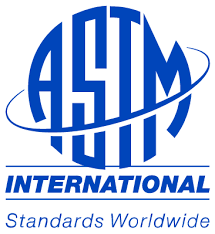 ASTM
INTERNATIONAL
Standards Worldwide